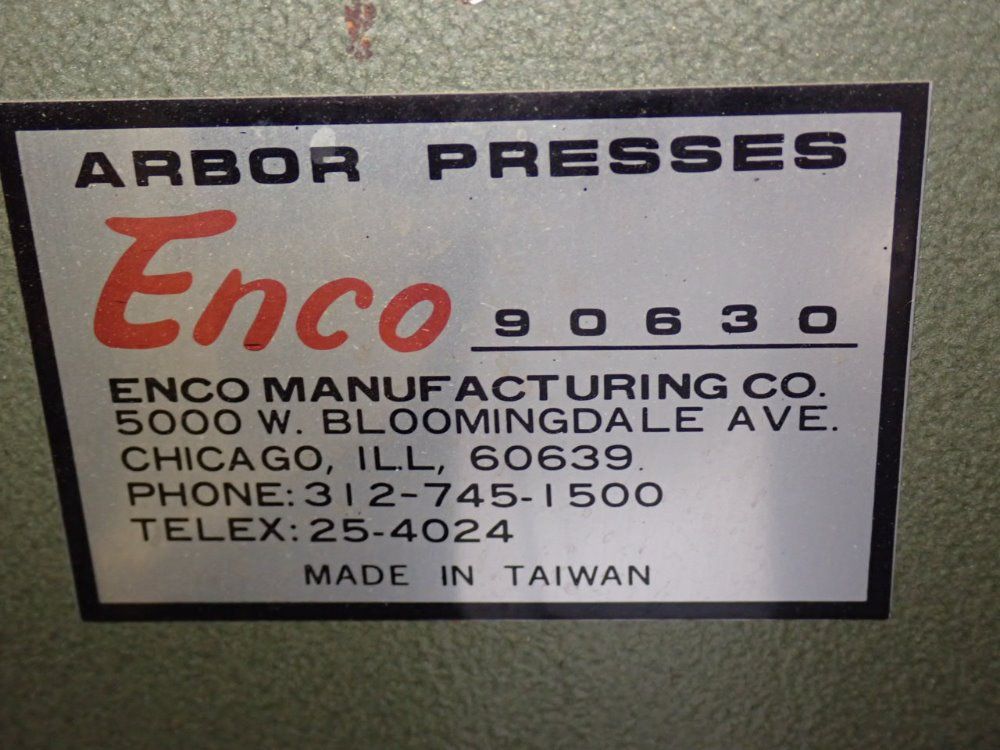 ARBOR PRESSES
Enco 90630
ENCO MANUFACTURING CO.
5000 W. BLOOMINGDALE AVE.
CHICAGO, ILL, 60639.
PHONE: 312-745-1500
TELEX: 25-4024
MADE IN TAIWAN